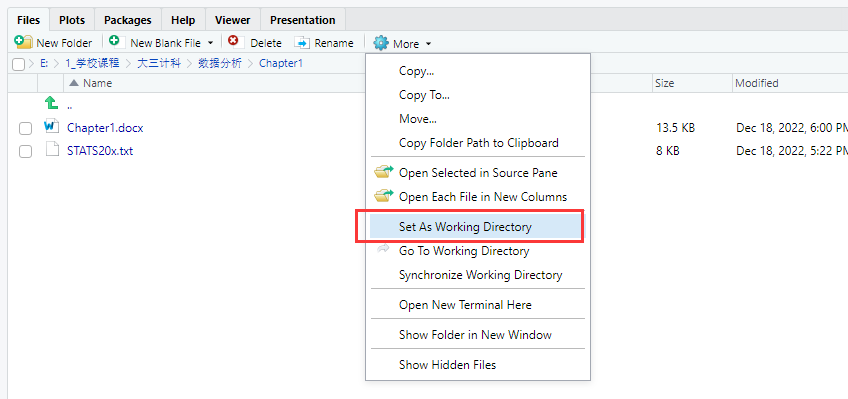 Files Plots Packages Help Viewer Presentation
New Folder New Blank File Delete Rename More
E: 1_学校课程 大三计科 数据分析 Chapter1
Name Size Modified
..
Chapter1.docx 13.5 KB Dec 18, 2022, 6:00 PM
STATS20x.txt 8 KB Dec 18, 2022, 5:22 PM
Copy...
Copy To...
Move...
Copy Folder Path to Clipboard
Open Selected in Source Pane
Open Each File in New Columns
Set As Working Directory
Go To Working Directory
Synchronize Working Directory
Open New Terminal Here
Show Folder in New Window
Show Hidden Files